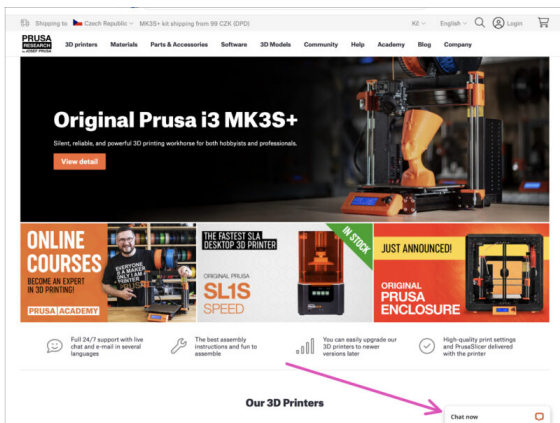 Shipping to Czech Republic MK3S+ kit shipping from 99 CZK (DPD)
Kč English Login
PRUSA
RESEARCH
by JOSEF PRUSA
3D printers Materials Parts & Accessories Software 3D Models Community Help Academy Blog Company
Original Prusa i3 MK3S+
Silent, reliable, and powerful 3D printing workhorse for both hobbyists and professionals.
View detail
ONLINE
COURSES
BECOME AN EXPERT
IN 3D PRINTING!
PRUSA ACADEMY
EVERYONE
IS A MAKER
THE FASTEST SLA
DESKTOP 3D PRINTER
ORIGINAL PRUSA
SL1S
SPEED
IN STOCK
JUST ANNOUNCED!
ORIGINAL
PRUSA
ENCLOSURE
Full 24/7 support with live
chat and e-mail in several
languages
The best assembly
instructions and fun to
assemble
You can easily upgrade our
3D printers to newer
versions later
High-quality print settings
and PrusaSlicer delivered
with the printer
Our 3D Printers
Chat now